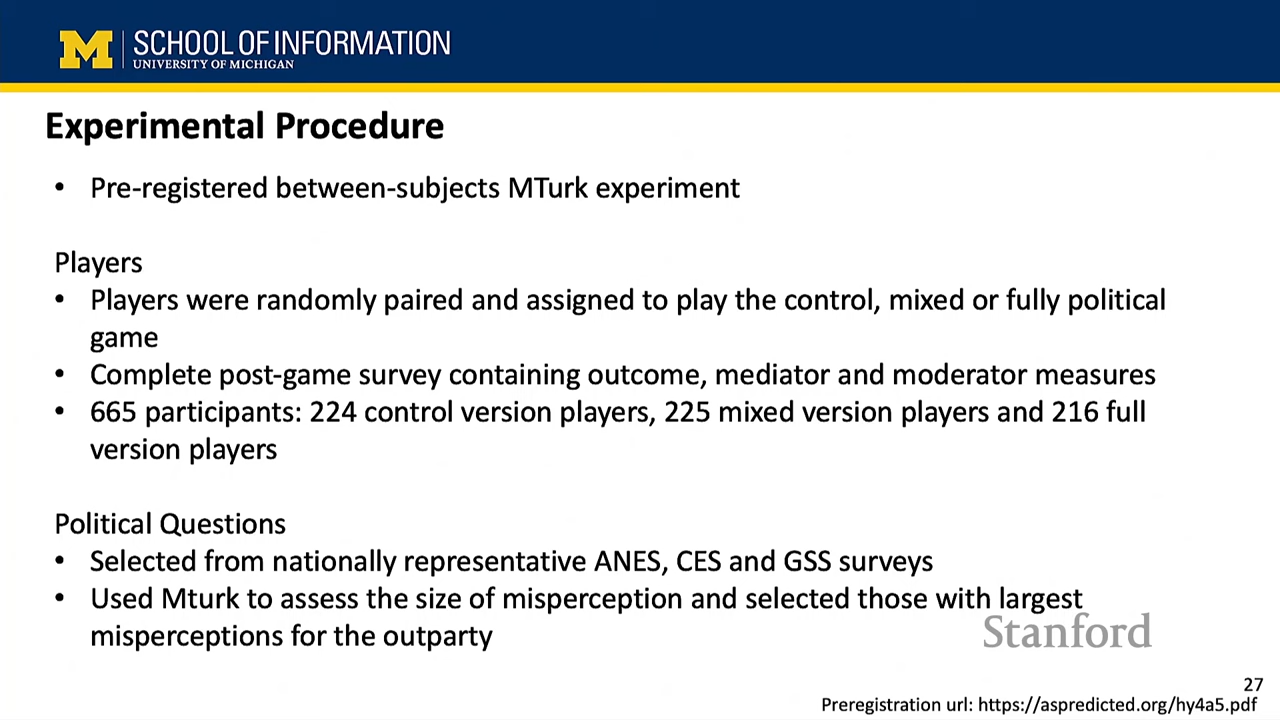 M
SCHOOL OF INFORMATION
UNIVERSITY OF MICHIGAN
Experimental Procedure
• Pre-registered between-subjects MTurk experiment
Players
• Players were randomly paired and assigned to play the control, mixed or fully political
game
• Complete post-game survey containing outcome, mediator and moderator measures
• 665 participants: 224 control version players, 225 mixed version players and 216 full
version players
Political Questions
• Selected from nationally representative ANES, CES and GSS surveys
• Used Mturk to assess the size of misperception and selected those with largest
misperceptions for the outparty
Stanford
27
Preregistration url: https://aspredicted.org/hy4a5.pdf